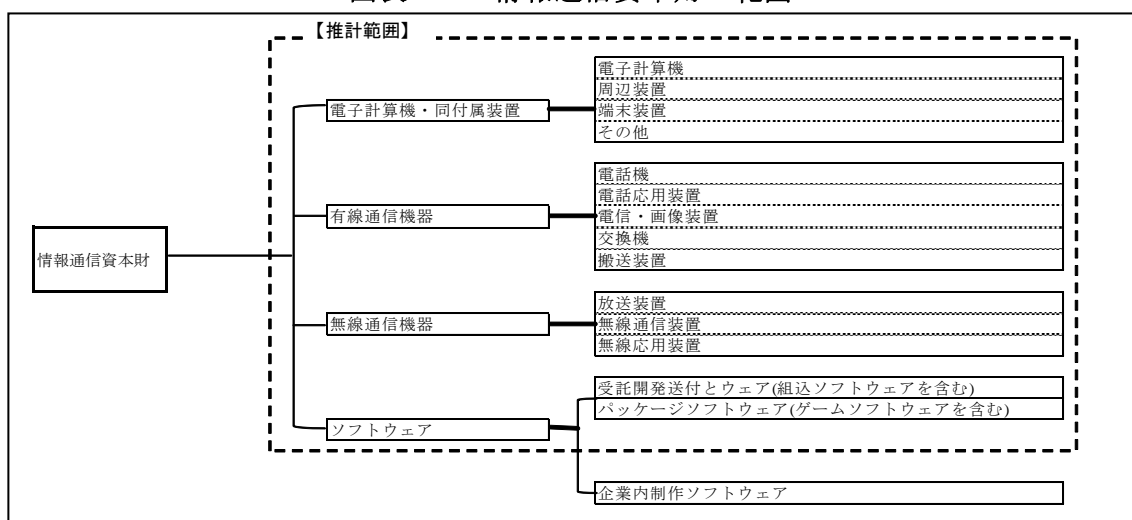 【推計範囲】
電子計算機
周辺装置
電子計算機・同付属装置
端末装置
その他
電話機
電話応用装置
有線通信機器
電信・画像装置
交換機
情報通信資本財
搬送装置
放送装置
無線通信機器
無線通信装置
無線応用装置
受託開発送付とウェア(組込ソフトウェアを含む)
パッケージソフトウェア(ゲームソフトウェアを含む)
ソフトウェア
企業内制作ソフトウェア